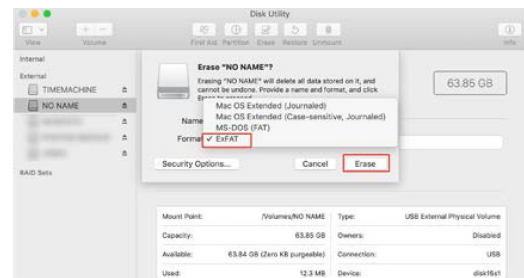 Disk Utility
View
Volume
First Aid Partition Erase Restore Unmount
Info
Internal
External
TIMEMACHINE
NO NAME
RAID Sets
Erase "NO NAME"?
Erasing "NO NAME" will delete all data stored on it, and
cannot be undone. Provide a name and format, and click
Mac OS Extended (Journaled)
Mac OS Extended (Case-sensitive, Journaled)
MS-DOS (FAT)
✓ ExFAT
Name
Format
Security Options...
Cancel
Erase
63.85 GB
Mount Point: /Volumes/NO NAME
Type: USB External Physical Volume
Capacity: 63.85 GB
Owners: Disabled
Available: 63.84 GB (Zero KB purgeable)
Connection: USB
Used: 12.3 MB
Device: disk16s1